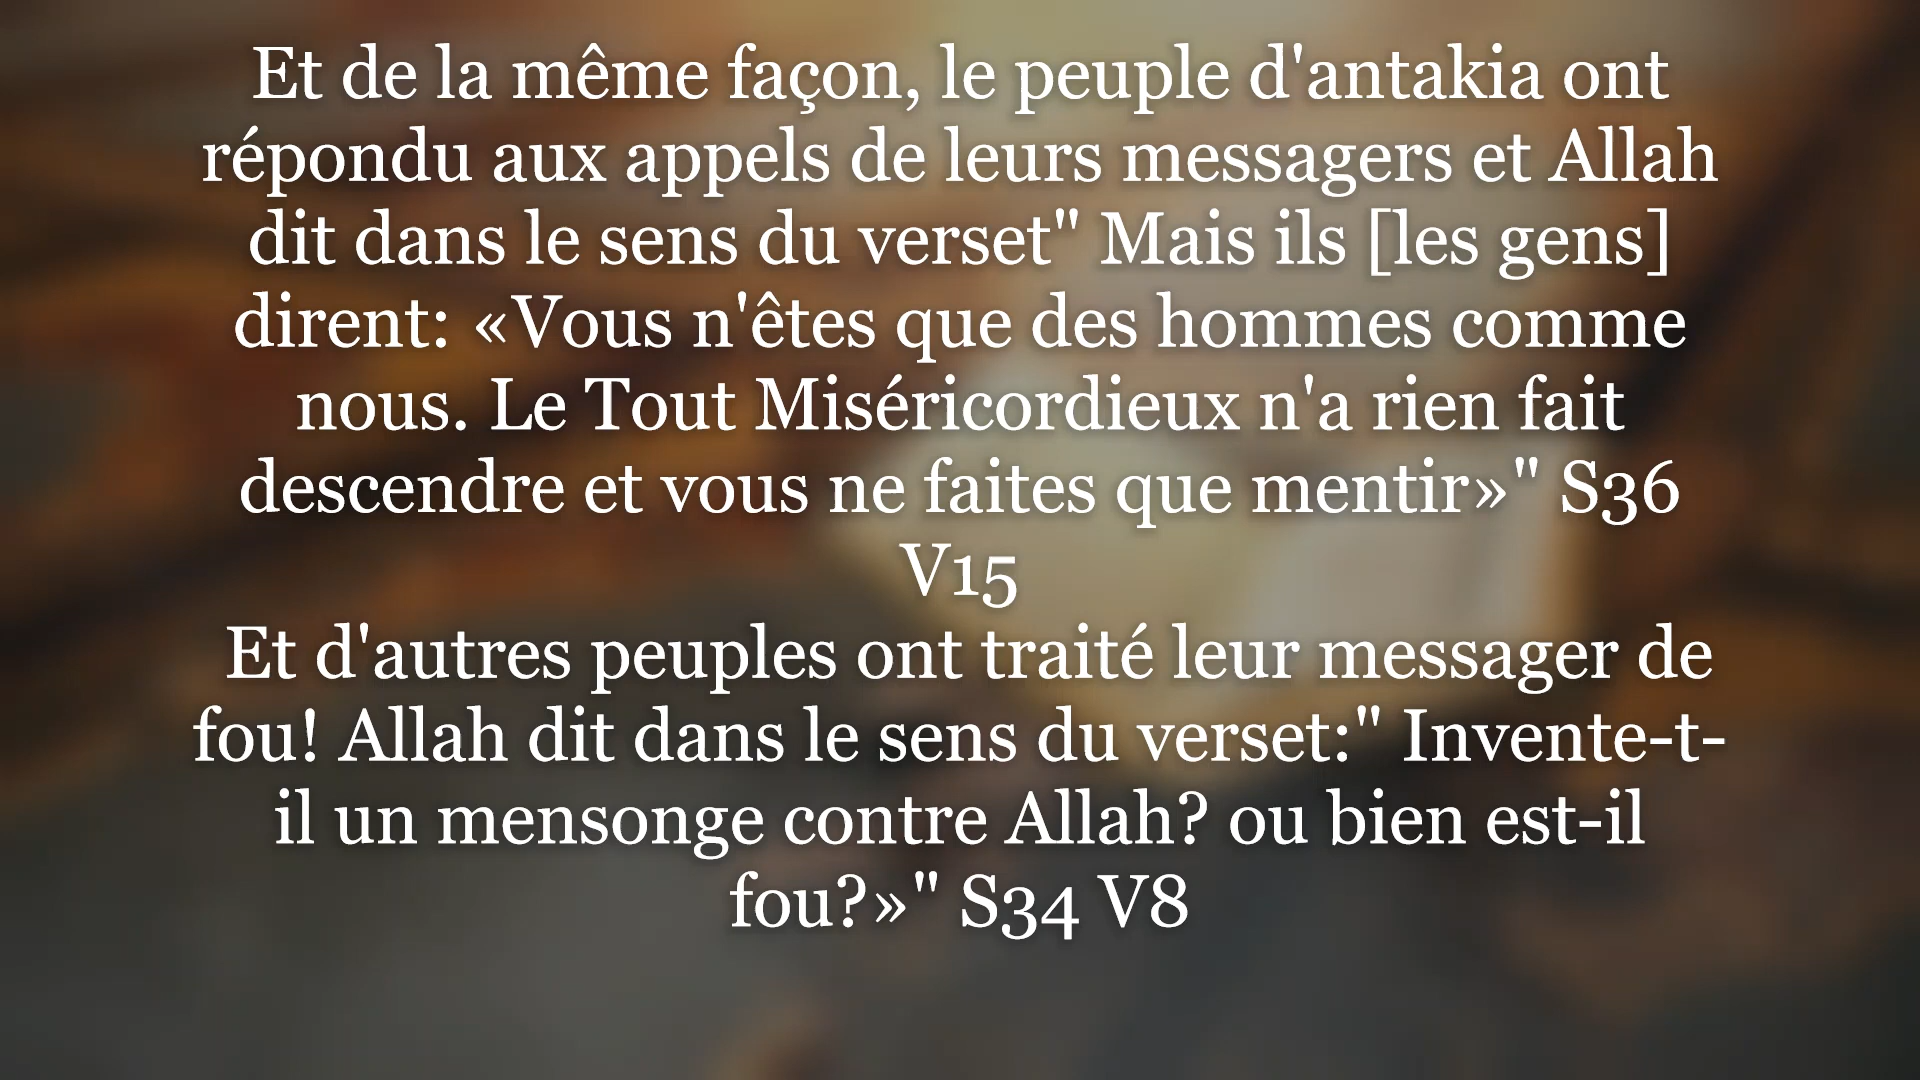 Et de la même façon, le peuple d'antakia ont
répondu aux appels de leurs messagers et Allah
dit dans le sens du verset" Mais ils [les gens]
dirent: «Vous n'êtes que des hommes comme
nous. Le Tout Miséricordieux n'a rien fait
descendre et vous ne faites que mentir»" S36
V15
Et d'autres peuples ont traité leur messager de
fou! Allah dit dans le sens du verset:" Invente-t-
il un mensonge contre Allah? ou bien est-il
fou?»" S34 V8